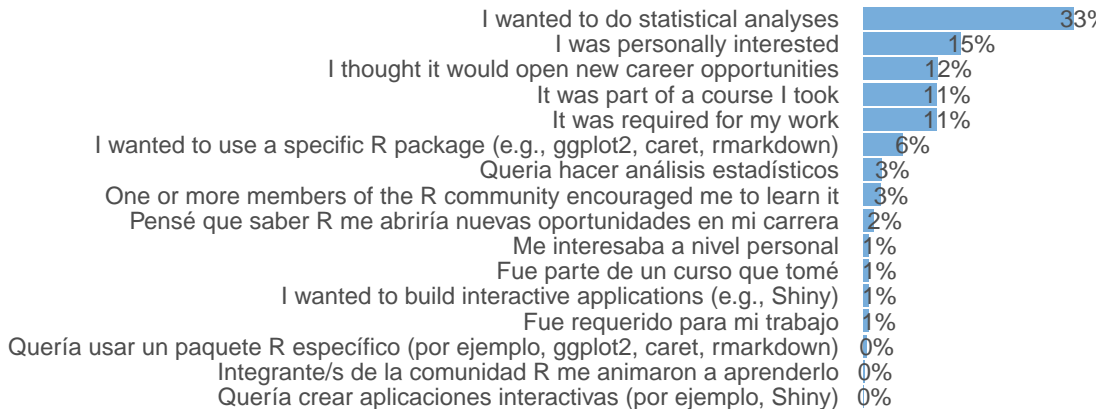 I wanted to do statistical analyses 33%
I was personally interested 15%
I thought it would open new career opportunities 12%
It was part of a course I took 11%
It was required for my work 11%
I wanted to use a specific R package (e.g., ggplot2, caret, rmarkdown) 6%
Queria hacer análisis estadísticos 3%
One or more members of the R community encouraged me to learn it 3%
Pensé que saber R me abriría nuevas oportunidades en mi carrera 2%
Me interesaba a nivel personal 1%
Fue parte de un curso que tomé 1%
I wanted to build interactive applications (e.g., Shiny) 1%
Fue requerido para mi trabajo 1%
Quería usar un paquete R específico (por ejemplo, ggplot2, caret, rmarkdown) 0%
Integrante/s de la comunidad R me animaron a aprenderlo 0%
Quería crear aplicaciones interactivas (por ejemplo, Shiny) 0%